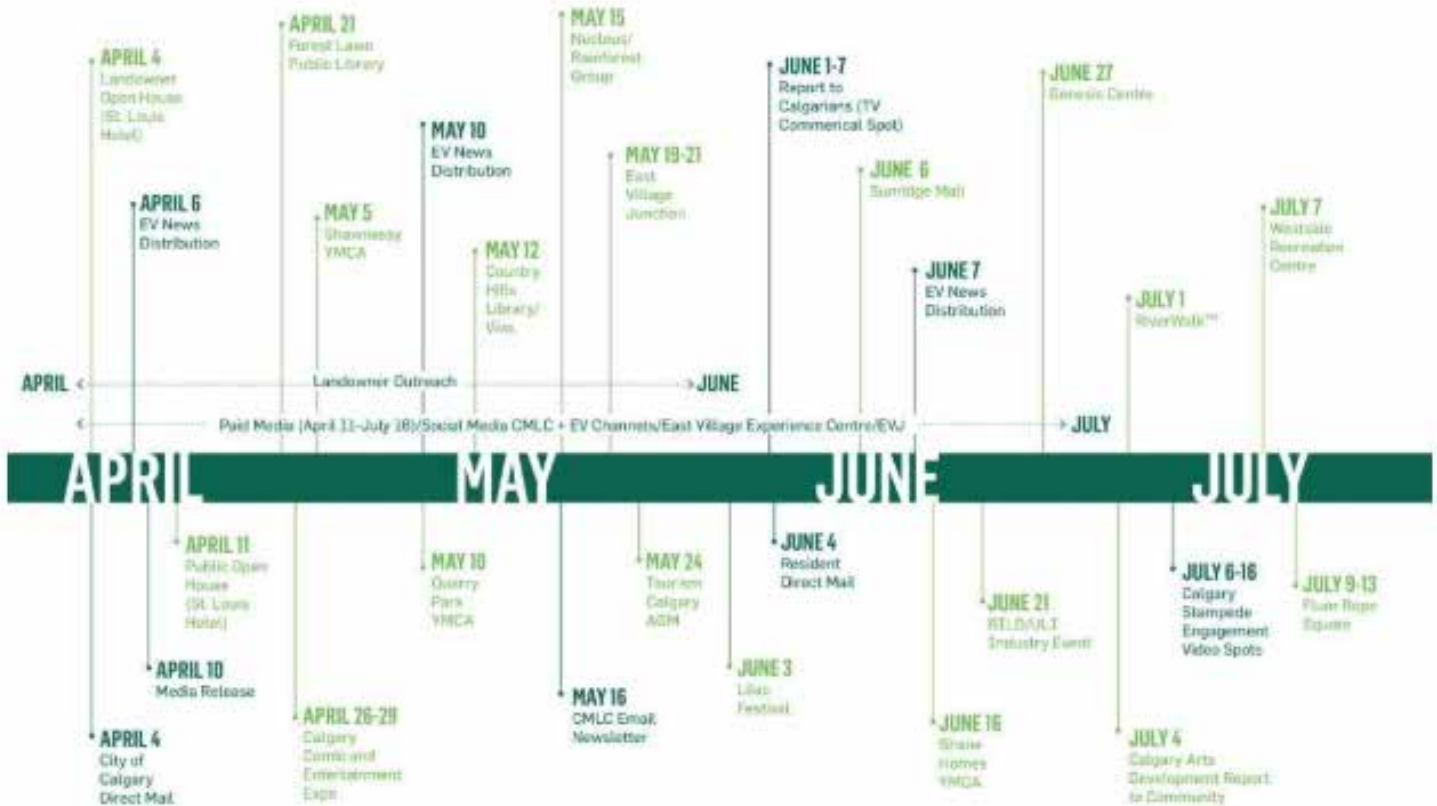 APRIL 4
Landowner
Open House
(St. Louis
Hotel)
APRIL 6
EV News
Distribution
APRIL 21
Forest Lawn
Public Library
MAY 5
Shawnessy
YMCA
MAY 10
EV News
Distribution
MAY 12
Country
Hills
Library/
Vivo
MAY 15
Nucleus/
Rainforest
Group
MAY 19-21
East
Village
Junction
JUNE 1-7
Report to
Calgarians (TV
Commerical Spot)
JUNE 6
Sunridge Mall
JUNE 7
EV News
Distribution
JUNE 27
Genesis Centre
JULY 1
RiverWalk™
JULY 7
Westside
Recreation
Centre
APRIL
Landowner Outreach
JUNE
Paid Media (April 11-July 18)/Social Media CMLC + EV Channels/East Village Experience Centre/EVJ
JULY
APRIL
MAY
JUNE
JULY
APRIL 4
City of
Calgary
Direct Mail
APRIL 10
Media Release
APRIL 11
Public Open
House
(St. Louis
Hotel)
APRIL 26-29
Calgary
Comic and
Entertainment
Expo
MAY 10
Quarry
Park
YMCA
MAY 16
CMLC Email
Newsletter
MAY 24
Tourism
Calgary
AGM
JUNE 3
Lilac
Festival
JUNE 4
Resident
Direct Mail
JUNE 16
Shane
Homes
YMCA
JUNE 21
BILD/ULI
Industry Event
JULY 4
Calgary Arts
Development Report
to Community
JULY 6-16
Calgary
Stampede
Engagement
Video Spots
JULY 9-13
Fluor Rope
Square